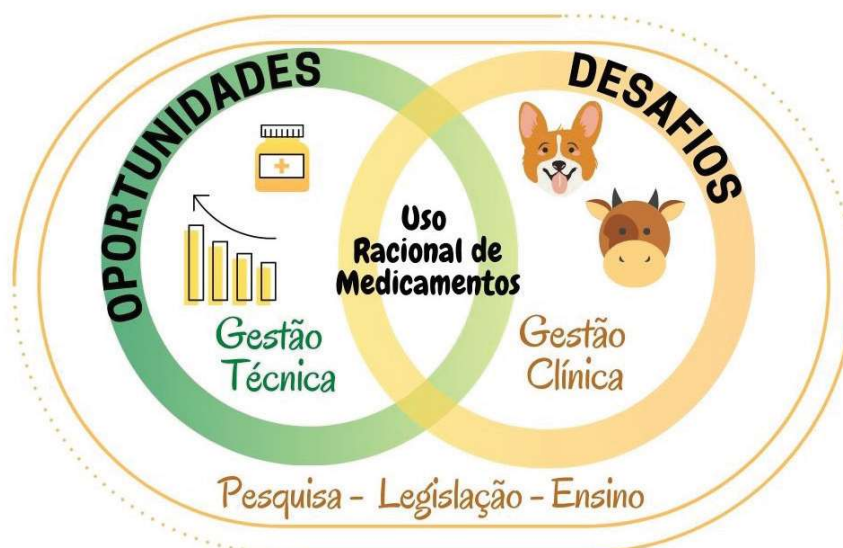 OPORTUNIDADES
DESAFIOS
Uso
Racional de
Medicamentos
Gestão
Técnica
Gestão
Clínica
Pesquisa - Legislação - Ensino